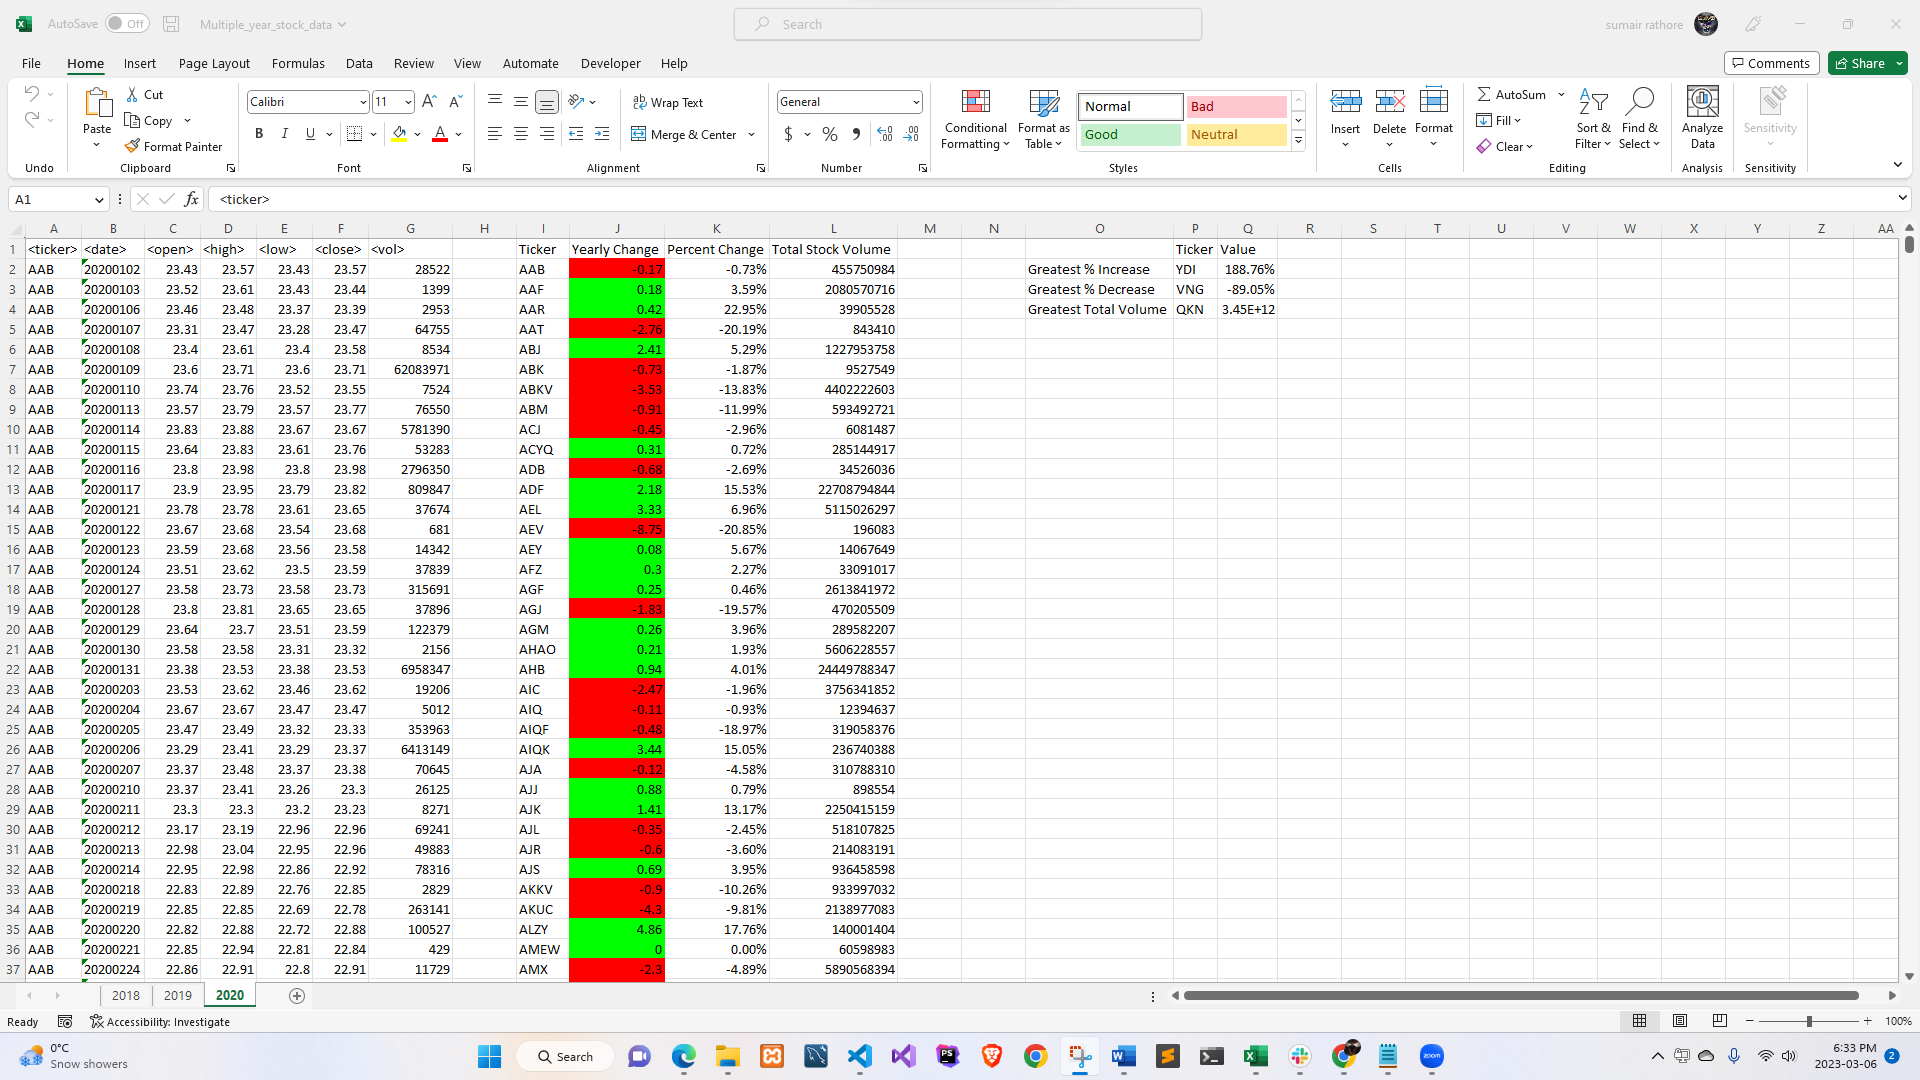 AutoSave Off Multiple_year_stock_data Search sumair rathore
File Home Insert Page Layout Formulas Data Review View Automate Developer Help Comments Share
Cut Calibri 11 Wrap Text General Normal Bad AutoSum
Paste Copy Conditional Formatting Format as Table Good Neutral Insert Delete Format Fill Sort & Filter Find & Select Analyze Data Sensitivity
Format Painter B I U Merge & Center $ % Clear
Undo Clipboard Font Alignment Number Styles Cells Editing Analysis Sensitivity
A1 fx <ticker>
A B C D E F G H I J K L M N O P Q R S T U V W X Y Z AA
1 <ticker> <date> <open> <high> <low> <close> <vol> Ticker Yearly Change Percent Change Total Stock Volume Ticker Value
2 AAB 20200102 23.43 23.57 23.43 23.57 28522 AAB -0.17 -0.73% 455750984 Greatest % Increase YDI 188.76%
3 AAB 20200103 23.52 23.61 23.43 23.44 1399 AAF 0.18 3.59% 2080570716 Greatest % Decrease VNG -89.05%
4 AAB 20200106 23.46 23.48 23.37 23.39 2953 AAR 0.42 22.95% 39905528 Greatest Total Volume QKN 3.45E+12
5 AAB 20200107 23.31 23.47 23.28 23.47 64755 AAT -2.76 -20.19% 843410
6 AAB 20200108 23.4 23.61 23.4 23.58 8534 ABJ 2.41 5.29% 1227953758
7 AAB 20200109 23.6 23.71 23.6 23.71 62083971 ABK -0.73 -1.87% 9527549
8 AAB 20200110 23.74 23.76 23.52 23.55 7524 ABKV -3.53 -13.83% 4402222603
9 AAB 20200113 23.57 23.79 23.57 23.77 76550 ABM -0.91 -11.99% 593492721
10 AAB 20200114 23.83 23.88 23.67 23.67 5781390 ACJ -0.45 -2.96% 6081487
11 AAB 20200115 23.64 23.83 23.61 23.76 53283 ACYQ 0.31 0.72% 285144917
12 AAB 20200116 23.8 23.98 23.8 23.98 2796350 ADB -0.68 -2.69% 34526036
13 AAB 20200117 23.9 23.95 23.79 23.82 809847 ADF 2.18 15.53% 22708794844
14 AAB 20200121 23.78 23.78 23.61 23.65 37674 AEL 3.33 6.96% 5115026297
15 AAB 20200122 23.67 23.68 23.54 23.68 681 AEV -8.75 -20.85% 196083
16 AAB 20200123 23.59 23.68 23.56 23.58 14342 AEY 0.08 5.67% 14067649
17 AAB 20200124 23.51 23.62 23.5 23.59 37839 AFZ 0.3 2.27% 33091017
18 AAB 20200127 23.58 23.73 23.58 23.73 315691 AGF 0.25 0.46% 2613841972
19 AAB 20200128 23.8 23.81 23.65 23.65 37896 AGJ -1.83 -19.57% 470205509
20 AAB 20200129 23.64 23.7 23.51 23.59 122379 AGM 0.26 3.96% 289582207
21 AAB 20200130 23.58 23.58 23.31 23.32 2156 AHAO 0.21 1.93% 5606228557
22 AAB 20200131 23.38 23.53 23.38 23.53 6958347 AHB 0.94 4.01% 24449788347
23 AAB 20200203 23.53 23.62 23.46 23.62 19206 AIC -2.47 -1.96% 3756341852
24 AAB 20200204 23.67 23.67 23.47 23.47 5012 AIQ -0.11 -0.93% 12394637
25 AAB 20200205 23.47 23.49 23.32 23.33 353963 AIQF -0.48 -18.97% 319058376
26 AAB 20200206 23.29 23.41 23.29 23.37 6413149 AIQK 3.44 15.05% 236740388
27 AAB 20200207 23.37 23.48 23.37 23.38 70645 AJA -0.12 -4.58% 310788310
28 AAB 20200210 23.37 23.41 23.26 23.3 26125 AJJ 0.88 0.79% 898554
29 AAB 20200211 23.3 23.3 23.2 23.23 8271 AJK 1.41 13.17% 2250415159
30 AAB 20200212 23.17 23.19 22.96 22.96 69241 AJL -0.35 -2.45% 518107825
31 AAB 20200213 22.98 23.04 22.95 22.96 49883 AJR -0.6 -3.60% 214083191
32 AAB 20200214 22.95 22.98 22.86 22.92 78316 AJS 0.69 3.95% 936458598
33 AAB 20200218 22.83 22.89 22.76 22.85 2829 AKKV -0.9 -10.26% 933997032
34 AAB 20200219 22.85 22.85 22.69 22.78 263141 AKUC -4.3 -9.81% 2138977083
35 AAB 20200220 22.82 22.88 22.72 22.88 100527 ALZY 4.86 17.76% 140001404
36 AAB 20200221 22.85 22.94 22.81 22.84 429 AMEW 0 0.00% 60598983
37 AAB 20200224 22.86 22.91 22.8 22.91 11729 AMX -2.3 -4.89% 5890568394
2018 2019 2020
Ready Accessibility: Investigate 100%
0°C Search zoom 6:33 PM
Snow showers 2023-03-06 2